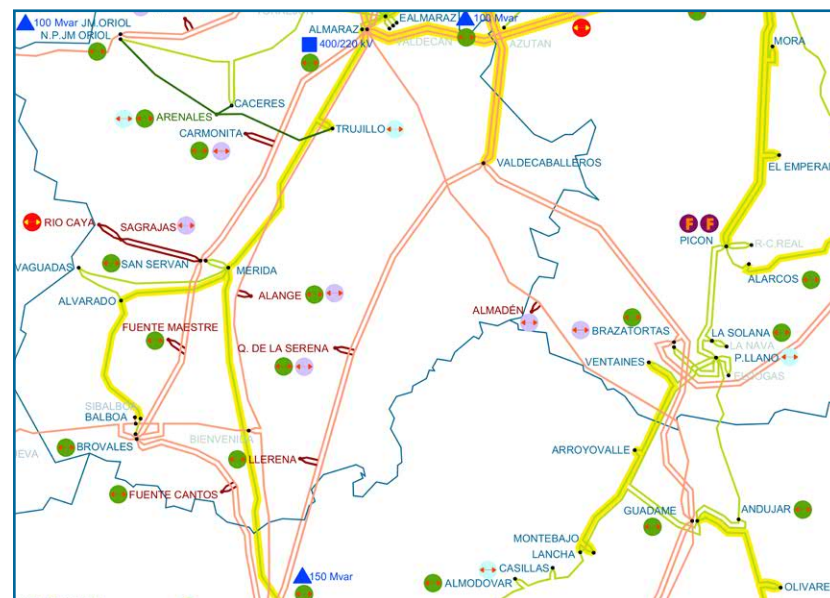 100 Mvar JM.ORIOL
N.P.JM ORIOL
ALMARAZ
EALMARAZ
VALDECAN
100 Mvar
AZUTAN
400/220 kV
MORA
CACERES
ARENALES
CARMONITA
TRUJILLO
VALDECABALLEROS
EL EMPERA
RIO CAYA
SAGRAJAS
F F
PICON
R-C.REAL
VAGUADAS
SAN SERVAN
MERIDA
ALARCOS
ALVARADO
ALANGE
ALMADÉN
FUENTE MAESTRE
BRAZATORTAS
LA SOLANA
LA NAVA
Q. DE LA SERENA
VENTAINES
P.LLANO
SIBALBOA
BALBOA
BIENVENIDA
BROVALES
UEVA
LLERENA
ARROYOVALLE
FUENTE CANTOS
GUADAME
ANDUJAR
MONTEBAJO
LANCHA
CASILLAS
150 Mvar
ALMODOVAR
OLIVARE